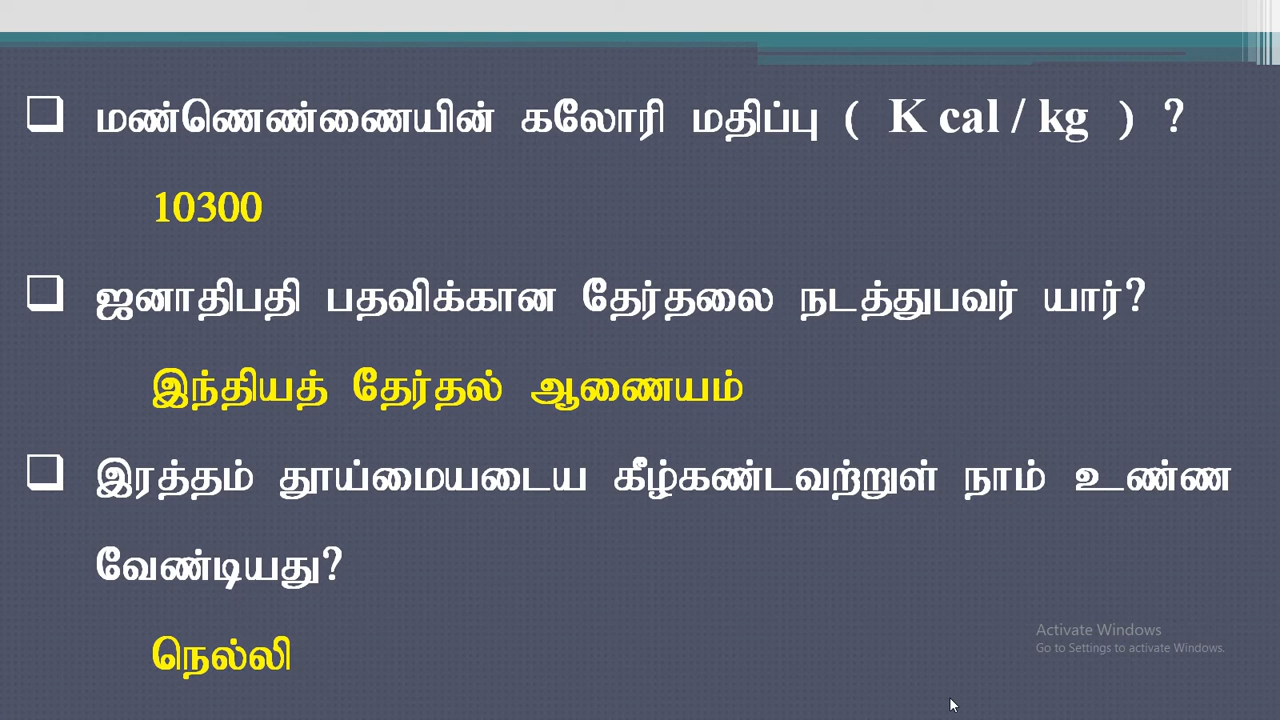 ❑ மண்ணெண்ணையின் கலோரி மதிப்பு ( K cal / kg ) ?
10300
❑ ஜனாதிபதி பதவிக்கான தேர்தலை நடத்துபவர் யார்?
இந்தியத் தேர்தல் ஆணையம்
❑ இரத்தம் தூய்மையடைய கீழ்கண்டவற்றுள் நாம் உண்ண
வேண்டியது?
நெல்லி
Activate Windows
Go to Settings to activate Windows.